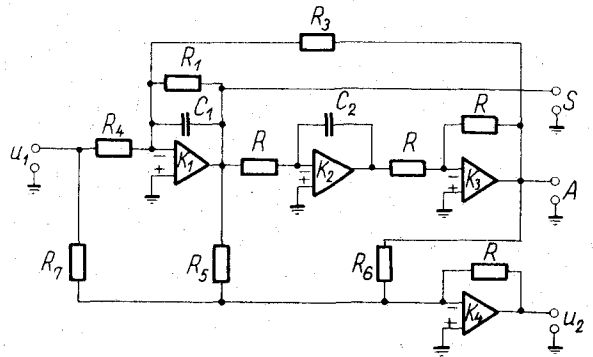 R3
R1
C1
R4
u1
K1
R
C2
K2
R
R
K3
S
A
R7
R5
R6
R
K4
u2
− +
− +
− +
− +